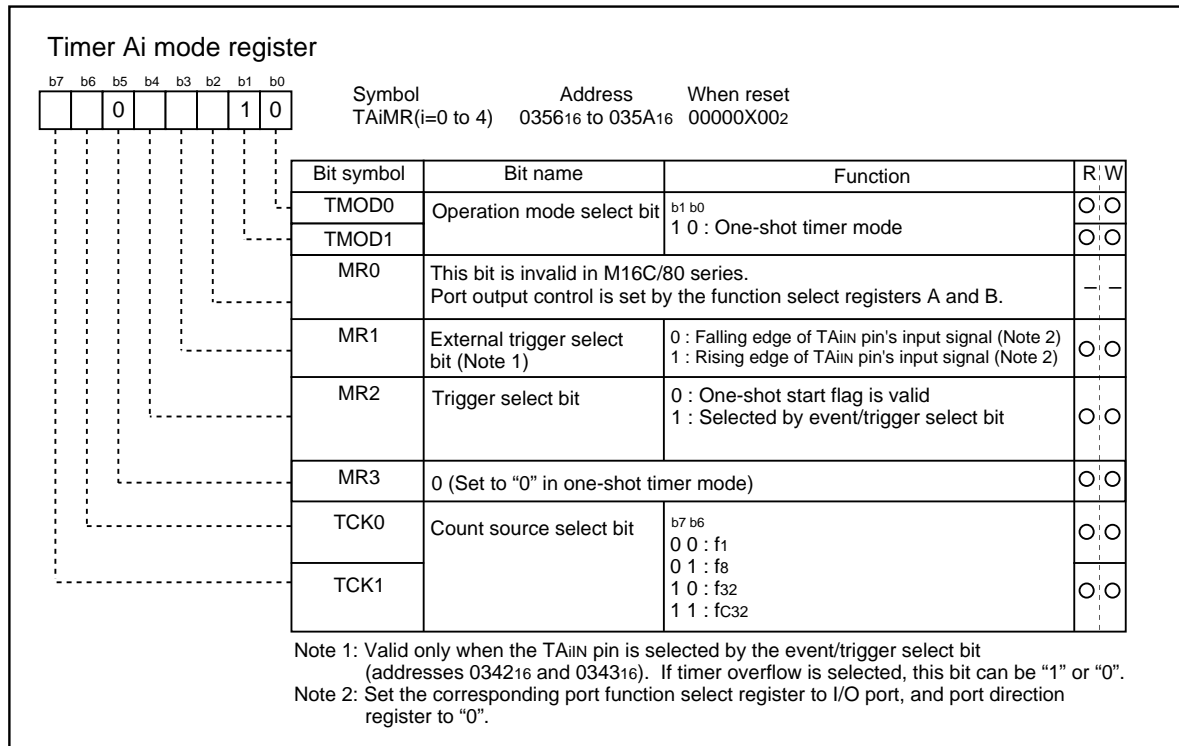 Timer Ai mode register
b7 b6 b5 b4 b3 b2 b1 b0
0 1 0
Symbol Address When reset
TAiMR(i=0 to 4) 035616 to 035A16 00000X002
Bit symbol Bit name Function R W
TMOD0 Operation mode select bit b1 b0
1 0 : One-shot timer mode
TMOD1
MR0 This bit is invalid in M16C/80 series.
Port output control is set by the function select registers A and B.
– –
MR1 External trigger select
bit (Note 1)
0 : Falling edge of TAiIN pin's input signal (Note 2)
1 : Rising edge of TAiIN pin's input signal (Note 2)
MR2 Trigger select bit
0 : One-shot start flag is valid
1 : Selected by event/trigger select bit
MR3 0 (Set to “0” in one-shot timer mode)
TCK0 Count source select bit
b7 b6
0 0 : f1
0 1 : f8
TCK1
1 0 : f32
1 1 : fC32
Note 1: Valid only when the TAiIN pin is selected by the event/trigger select bit
(addresses 034216 and 034316). If timer overflow is selected, this bit can be “1” or “0”.
Note 2: Set the corresponding port function select register to I/O port, and port direction
register to “0”.